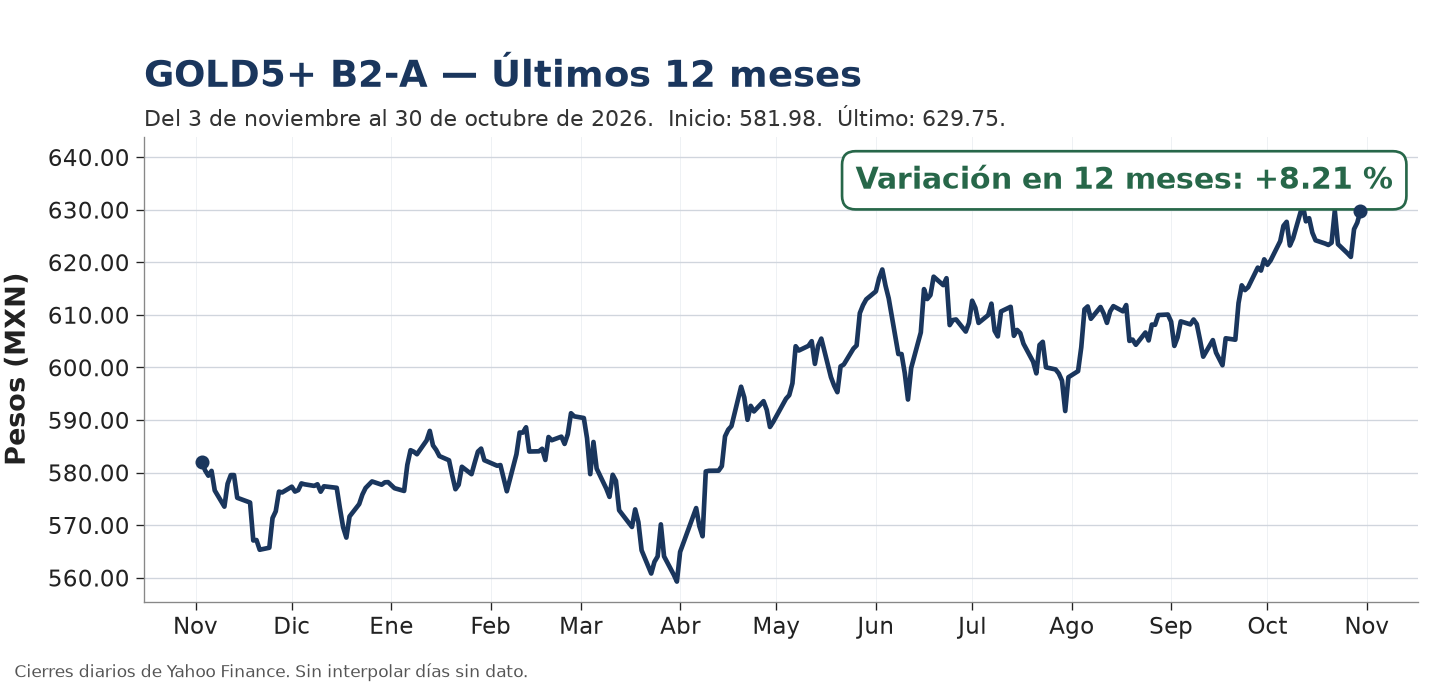 GOLD5+ B2-A — Últimos 12 meses
Del 3 de noviembre al 30 de octubre de 2026.  Inicio: 581.98.  Último: 629.75.
Variación en 12 meses: +8.21 %
Pesos (MXN)
640.00
630.00
620.00
610.00
600.00
590.00
580.00
570.00
560.00
Nov Dic Ene Feb Mar Abr May Jun Jul Ago Sep Oct Nov
Cierres diarios de Yahoo Finance. Sin interpolar días sin dato.